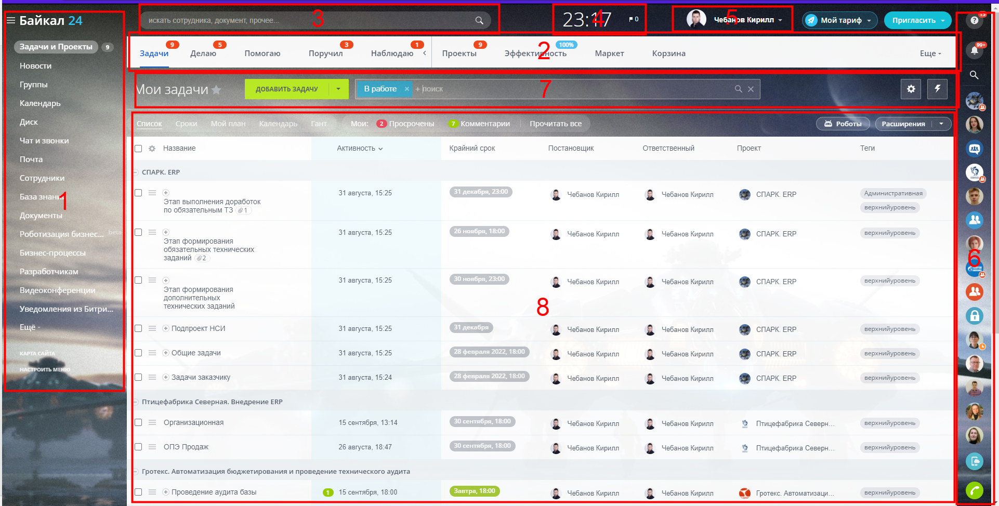 Байкал 24
искать сотрудника, документ, прочее...
3
23:17
4
0
Чебанов Кирилл
5
Мой тариф
Пригласить
15
99+
Задачи и Проекты 9
Новости
Группы
Календарь
Диск
Чат и звонки
Почта
Сотрудники
База знаний
1
Документы
Роботизация бизнес... beta
Бизнес-процессы
Разработчикам
Видеоконференции
Уведомления из Битри...
Ещё
КАРТА САЙТА
НАСТРОИТЬ МЕНЮ
Задачи 9
Делаю 5
Помогаю
Поручил 3
Наблюдаю 1
Проекты 9
Эффективность 100%
2
Маркет
Корзина
Еще
Мои задачи
ДОБАВИТЬ ЗАДАЧУ
В работе × + поиск
7
Список Сроки Мой план Календарь Гант
Мои: 2 Просрочены 7 Комментарии Прочитать все
Роботы
Расширения
Название Активность Крайний срок Постановщик Ответственный Проект Теги
СПАРК. ERP
Этап выполнения доработок
по обязательным ТЗ 1
31 августа, 15:25 31 декабря, 23:00 Чебанов Кирилл Чебанов Кирилл СПАРК. ERP Административная
верхнийуровень
Этап формирования
обязательных технических
заданий 2
31 августа, 15:25 26 ноября, 18:00 Чебанов Кирилл Чебанов Кирилл СПАРК. ERP верхнийуровень
Этап формирования
дополнительных
технических заданий
31 августа, 15:25 30 ноября, 23:00 Чебанов Кирилл Чебанов Кирилл СПАРК. ERP верхнийуровень
8
Подпроект НСИ 31 августа, 15:25 31 декабря Чебанов Кирилл Чебанов Кирилл СПАРК. ERP верхнийуровень
Общие задачи 31 августа, 15:25 28 февраля 2022, 18:00 Чебанов Кирилл Чебанов Кирилл СПАРК. ERP верхнийуровень
Задачи заказчику 31 августа, 15:24 28 февраля 2022, 18:00 Чебанов Кирилл Чебанов Кирилл СПАРК. ERP верхнийуровень
Птицефабрика Северная. Внедрение ERP
Организационная 15 сентября, 13:14 30 сентября, 18:00 Чебанов Кирилл Чебанов Кирилл Птицефабрика Северн... верхнийуровень
ОПЭ Продаж 26 августа, 18:47 30 сентября, 18:00 Чебанов Кирилл Чебанов Кирилл Птицефабрика Северн... верхнийуровень
Гротекс. Автоматизация бюджетирования и проведение технического аудита
Проведение аудита базы 1 15 сентября, 18:00 Завтра, 18:00 Чебанов Кирилл Чебанов Кирилл Гротекс. Автоматизаци... верхнийуровень
6